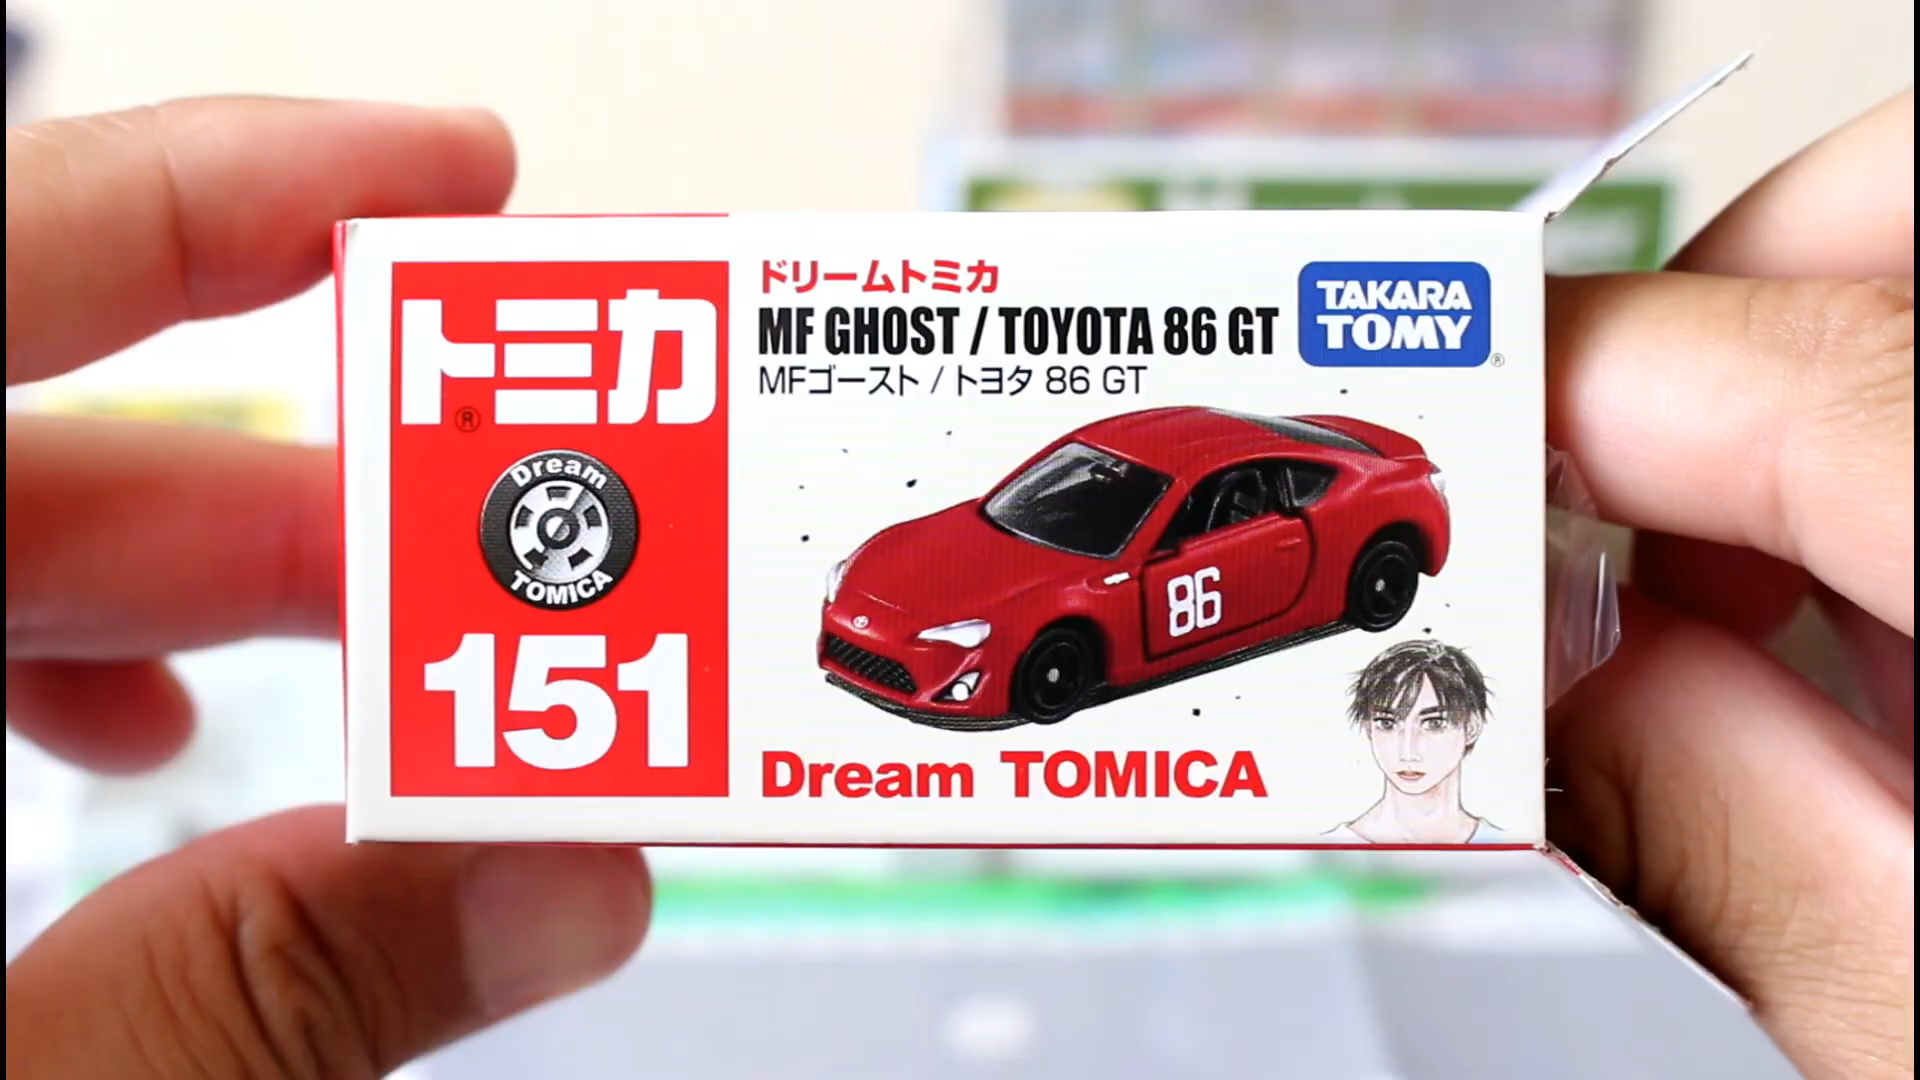 トミカ
®
Dream
TOMICA
151
ドリームトミカ
MF GHOST / TOYOTA 86 GT
MFゴースト / トヨタ 86 GT
TAKARA
TOMY
®
86
Dream TOMICA